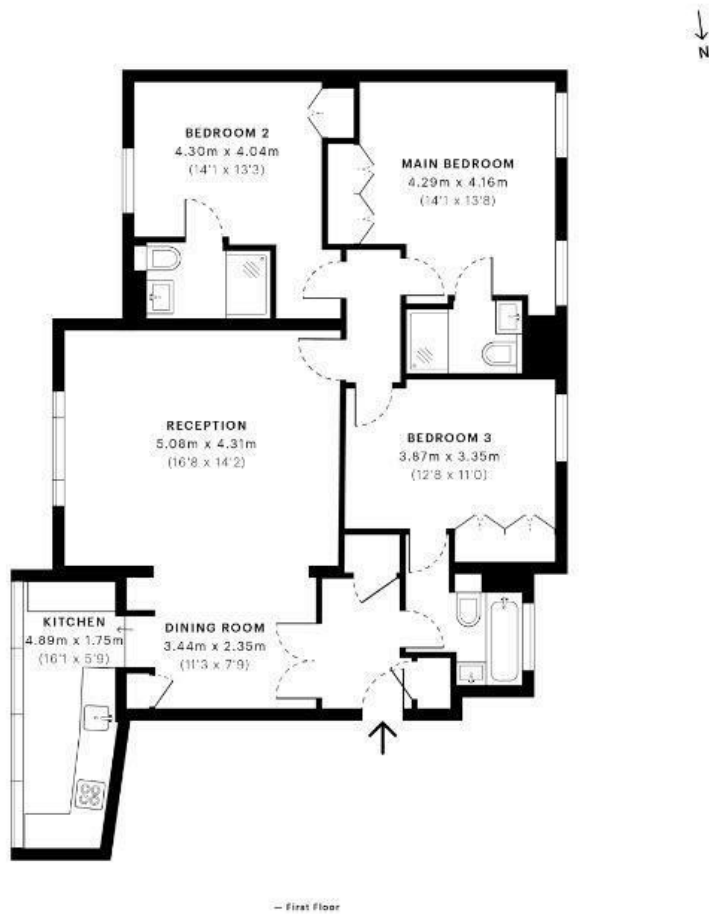 N
BEDROOM 2
4.30m x 4.04m
(14'1 x 13'3)
MAIN BEDROOM
4.29m x 4.16m
(14'1 x 13'8)
RECEPTION
5.08m x 4.31m
(16'8 x 14'2)
BEDROOM 3
3.87m x 3.35m
(12'8 x 11'0)
KITCHEN
4.89m x 1.75m
(16'1 x 5'9)
DINING ROOM
3.44m x 2.35m
(11'3 x 7'9)
— First Floor